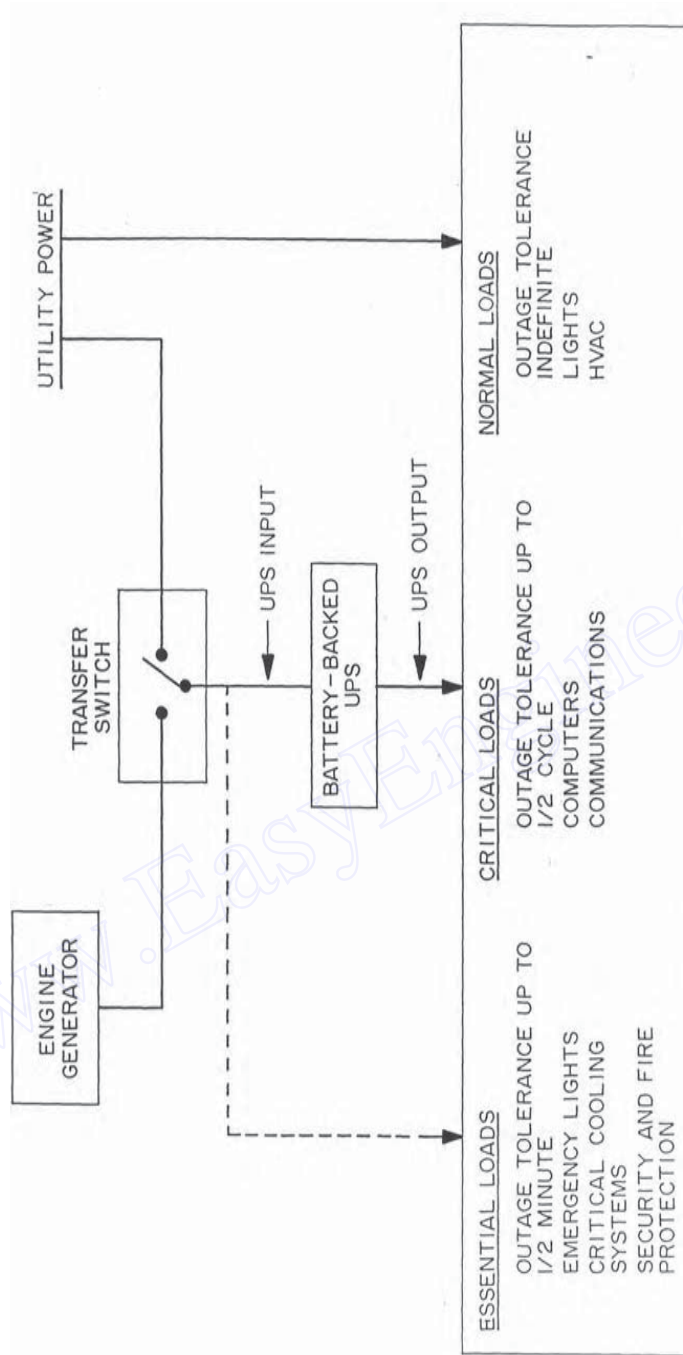 ENGINE
GENERATOR
TRANSFER
SWITCH
UTILITY POWER
UPS INPUT
BATTERY-BACKED
UPS
UPS OUTPUT
ESSENTIAL LOADS
OUTAGE TOLERANCE UP TO
1/2 MINUTE
EMERGENCY LIGHTS
CRITICAL COOLING
SYSTEMS
SECURITY AND FIRE
PROTECTION
CRITICAL LOADS
OUTAGE TOLERANCE UP TO
1/2 CYCLE
COMPUTERS
COMMUNICATIONS
NORMAL LOADS
OUTAGE TOLERANCE
INDEFINITE
LIGHTS
HVAC
www.EasyEngine